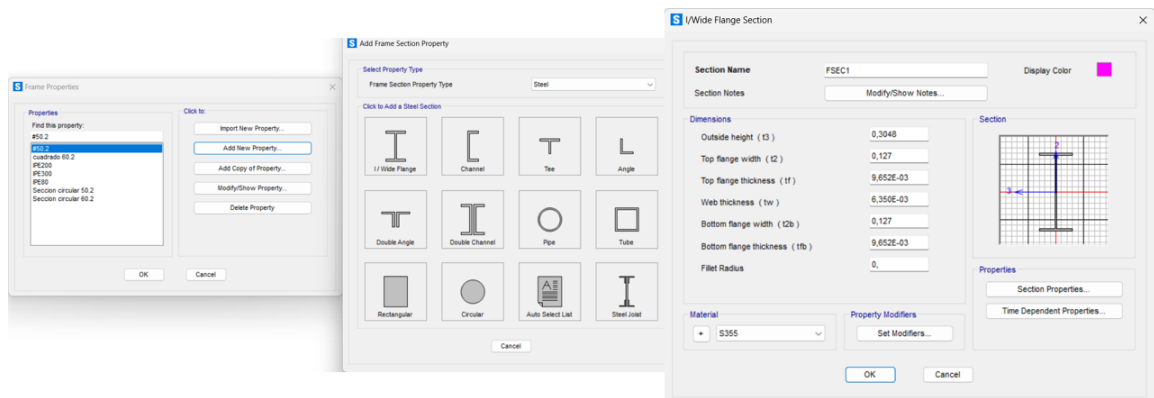 Frame Properties
Properties
Find this property:
#50.2
#50.2
cuadrado 60.2
IPE200
IPE300
IPE80
Seccion circular 50.2
Seccion circular 60.2
Click to:
Import New Property...
Add New Property...
Add Copy of Property...
Modify/Show Property...
Delete Property
OK Cancel
Add Frame Section Property
Select Property Type
Frame Section Property Type Steel
Click to Add a Steel Section
I / Wide Flange Channel Tee Angle
Double Angle Double Channel Pipe Tube
Rectangular Circular Auto Select List Steel Joist
Cancel
I/Wide Flange Section
Section Name FSEC1 Display Color
Section Notes Modify/Show Notes...
Dimensions
Outside height ( t3 ) 0,3048
Top flange width ( t2 ) 0,127
Top flange thickness ( tf ) 9,652E-03
Web thickness ( tw ) 6,350E-03
Bottom flange width ( t2b ) 0,127
Bottom flange thickness ( tfb ) 9,652E-03
Fillet Radius 0,
Section
2
3
Properties
Section Properties...
Time Dependent Properties...
Material
+ S355
Property Modifiers
Set Modifiers...
OK Cancel